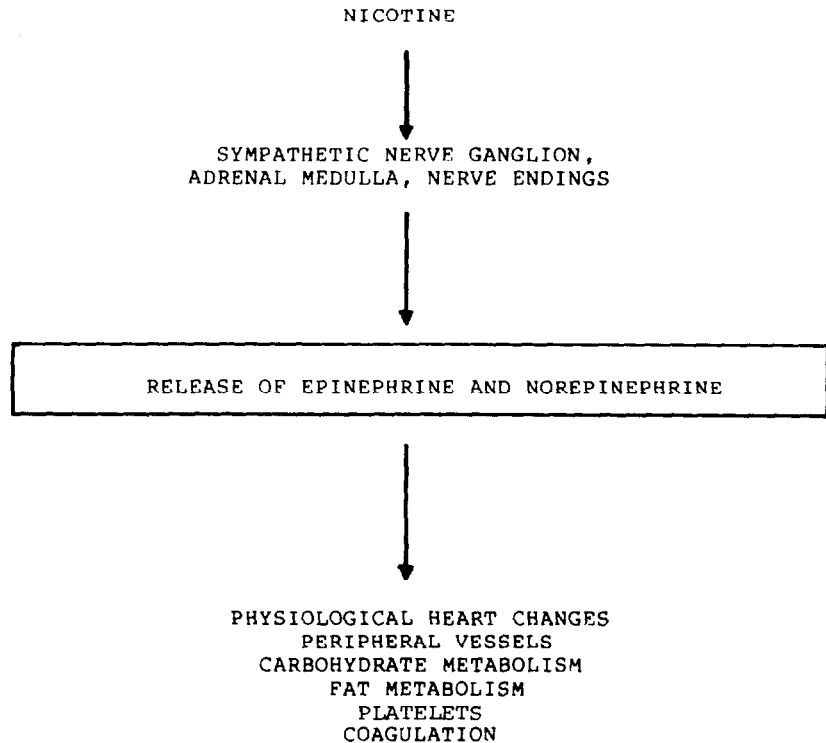 NICOTINE
SYMPATHETIC NERVE GANGLION,
ADRENAL MEDULLA, NERVE ENDINGS
RELEASE OF EPINEPHRINE AND NOREPINEPHRINE
PHYSIOLOGICAL HEART CHANGES
PERIPHERAL VESSELS
CARBOHYDRATE METABOLISM
FAT METABOLISM
PLATELETS
COAGULATION